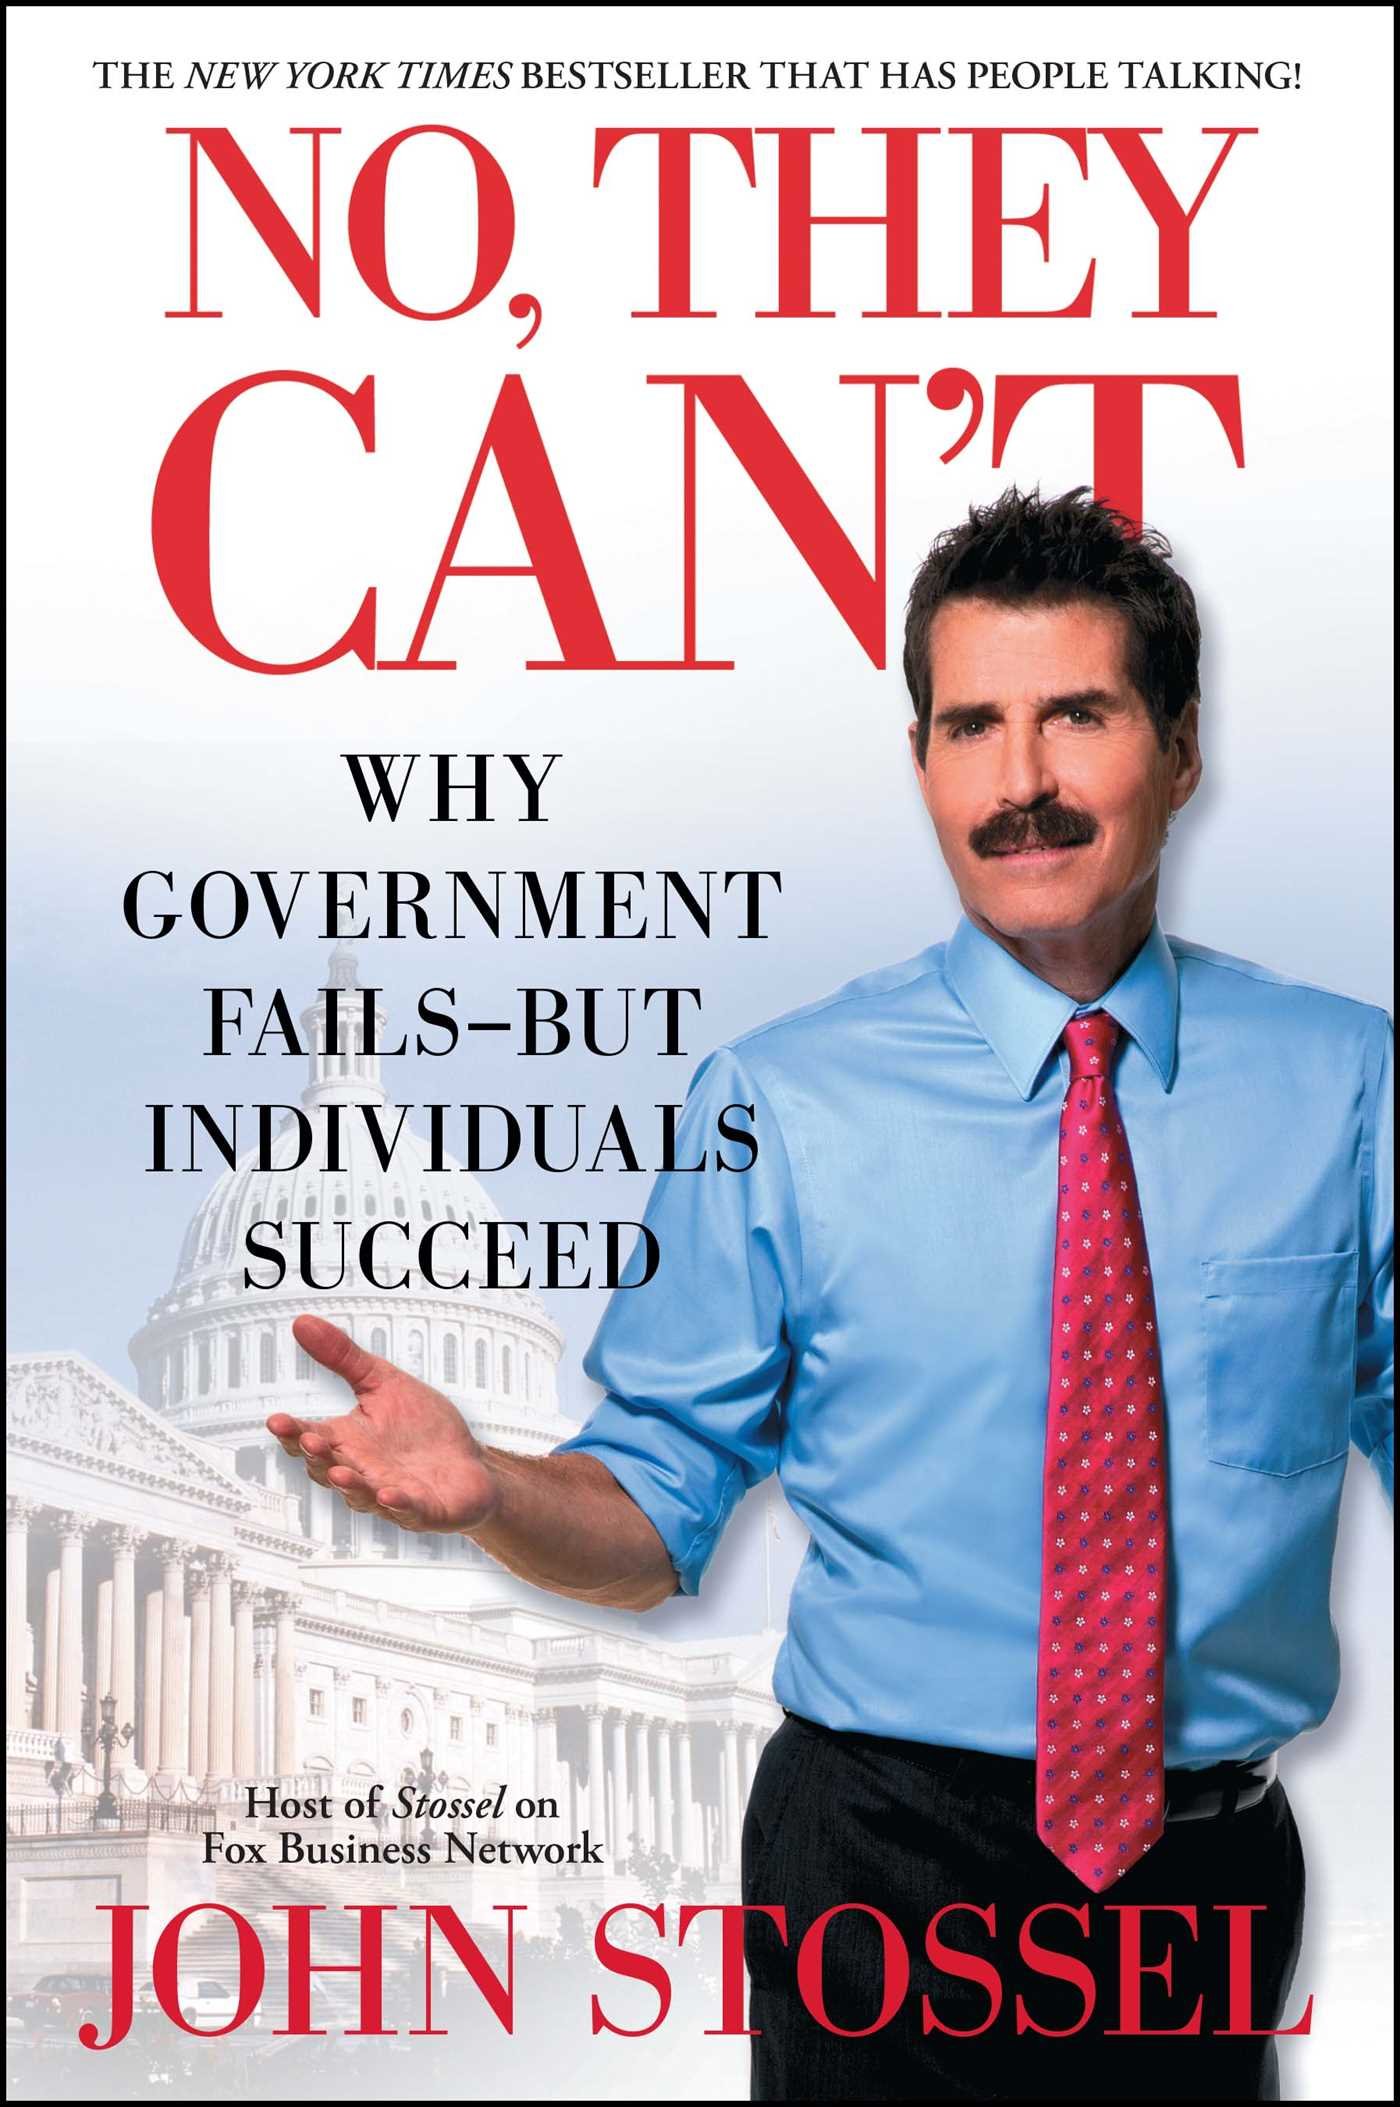 THE NEW YORK TIMES BESTSELLER THAT HAS PEOPLE TALKING!
NO, THEY
CAN'T
WHY
GOVERNMENT
FAILS–BUT
INDIVIDUALS
SUCCEED
Host of Stossel on
Fox Business Network
JOHN STOSSEL